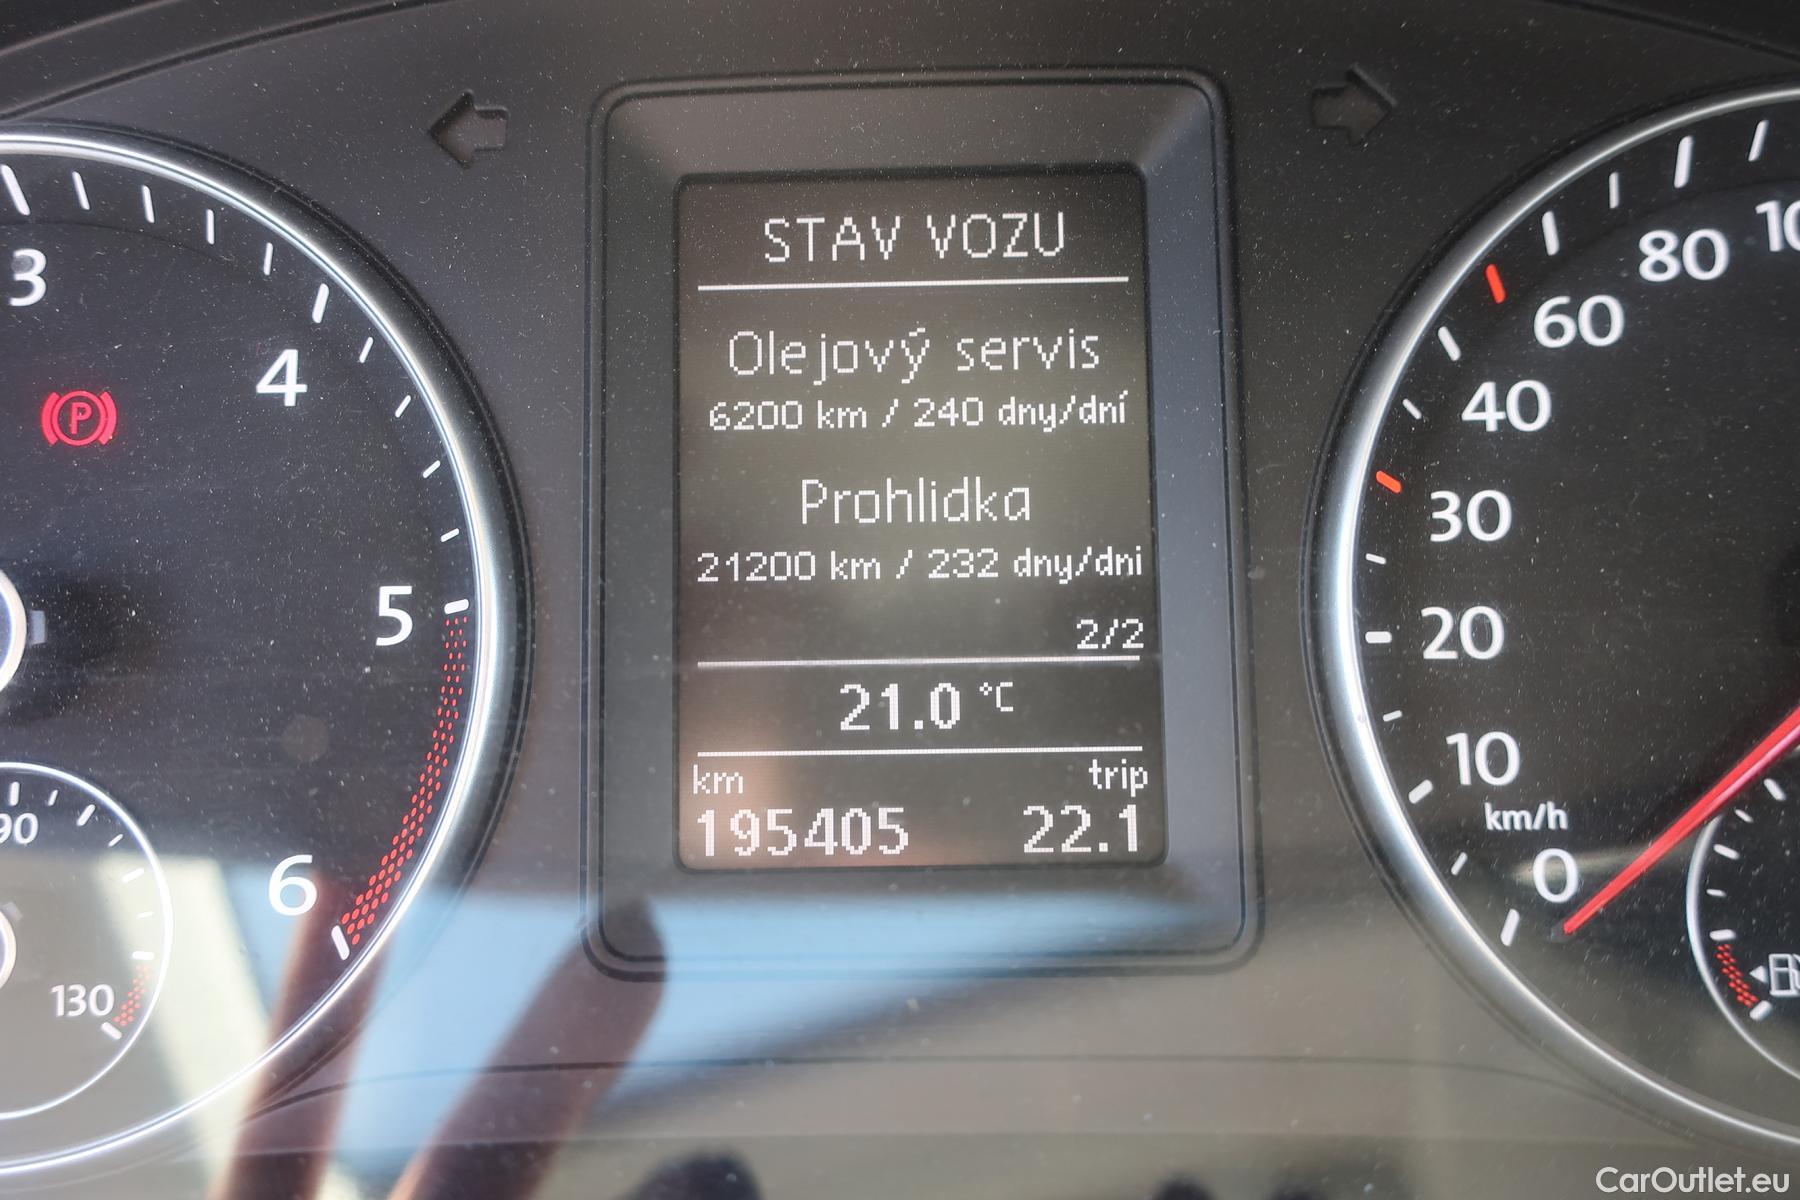 STAV VOZU
Olejový servis
6200 km / 240 dny/dní
Prohlidka
21200 km / 232 dny/dni
2/2
21.0 °C
km trip
195405 22.1
3
4
5
6
P
90
130
80
60
40
30
20
10
km/h
0
CarOutlet.eu